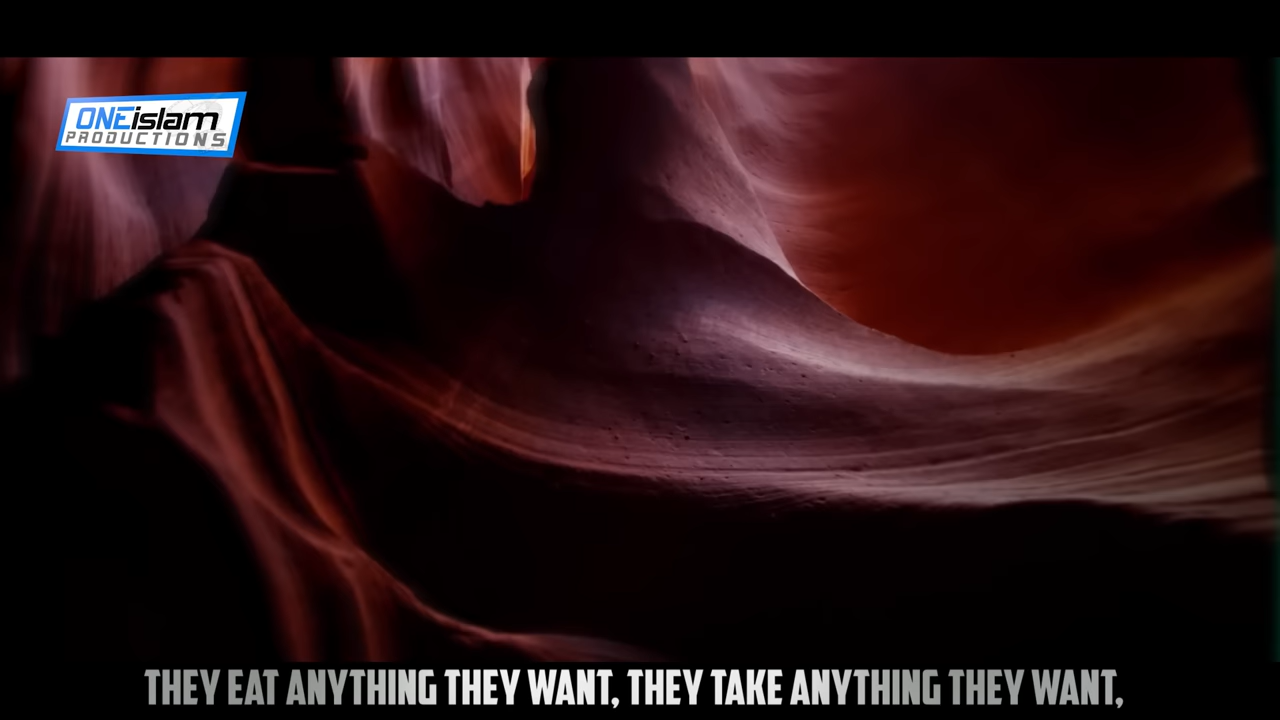 ONEislam
PRODUCTIONS
THEY EAT ANYTHING THEY WANT, THEY TAKE ANYTHING THEY WANT,